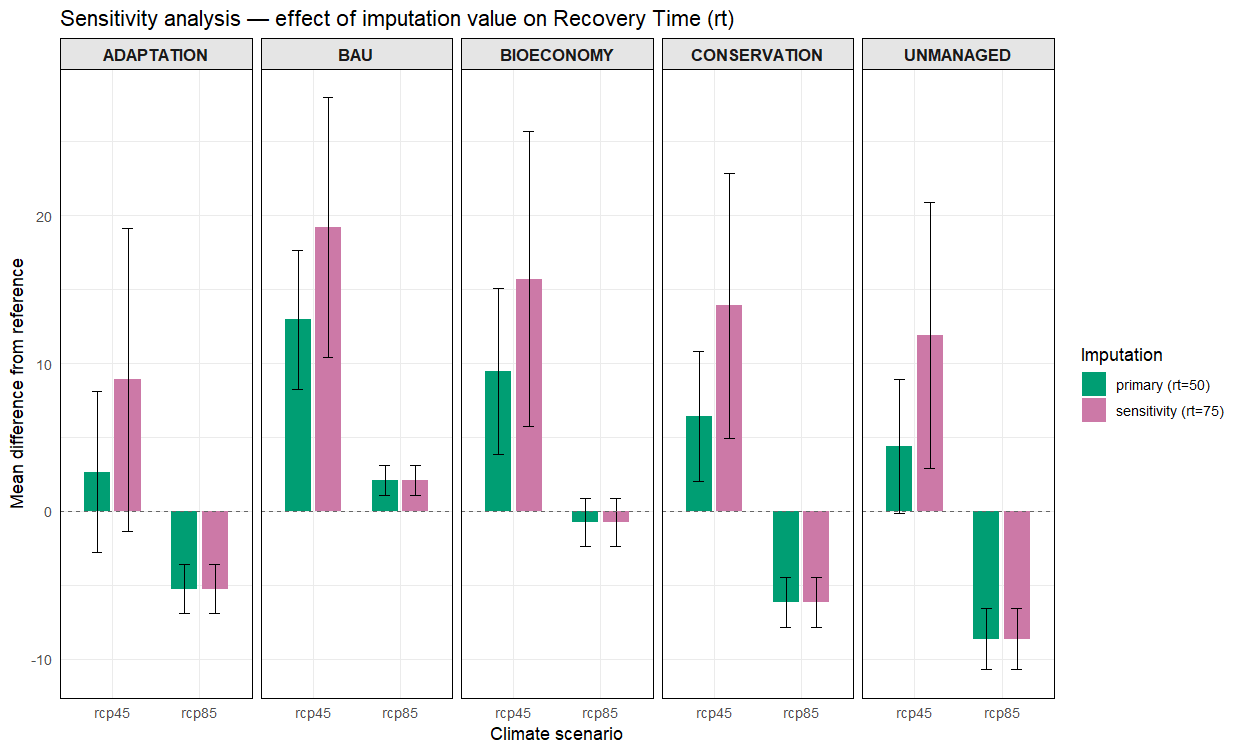 Sensitivity analysis — effect of imputation value on Recovery Time (rt)
ADAPTATION
BAU
BIOECONOMY
CONSERVATION
UNMANAGED
Mean difference from reference
20
10
0
-10
rcp45
rcp85
rcp45
rcp85
rcp45
rcp85
rcp45
rcp85
rcp45
rcp85
Climate scenario
Imputation
primary (rt=50)
sensitivity (rt=75)